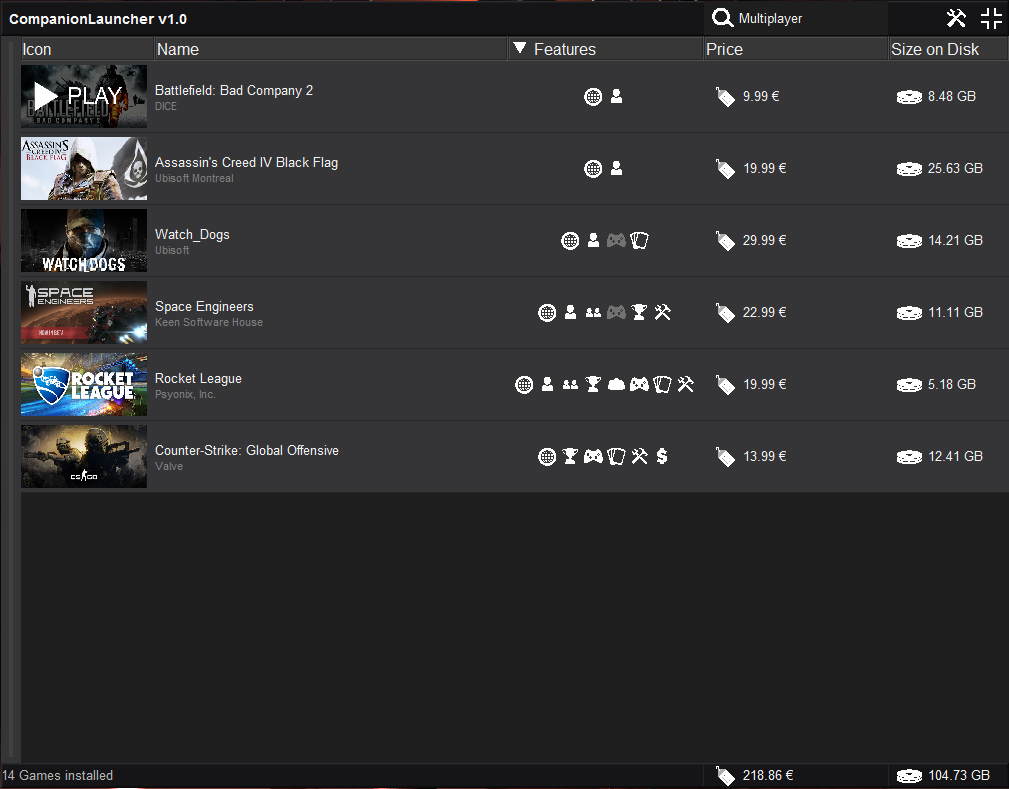 CompanionLauncher v1.0
Multiplayer
Icon Name Features Price Size on Disk
PLAY
BATTLEFIELD
BAD COMPANY 2
Battlefield: Bad Company 2
DICE
9.99 €
8.48 GB
ASSASSIN'S
CREED IV
BLACK FLAG
Assassin's Creed IV Black Flag
Ubisoft Montreal
19.99 €
25.63 GB
WATCH_DOGS
Watch_Dogs
Ubisoft
29.99 €
14.21 GB
SPACE
ENGINEERS
NOW IN BETA
Space Engineers
Keen Software House
22.99 €
11.11 GB
ROCKET
LEAGUE
Rocket League
Psyonix, Inc.
19.99 €
5.18 GB
CS GO
Counter-Strike: Global Offensive
Valve
13.99 €
12.41 GB
14 Games installed
218.86 €
104.73 GB